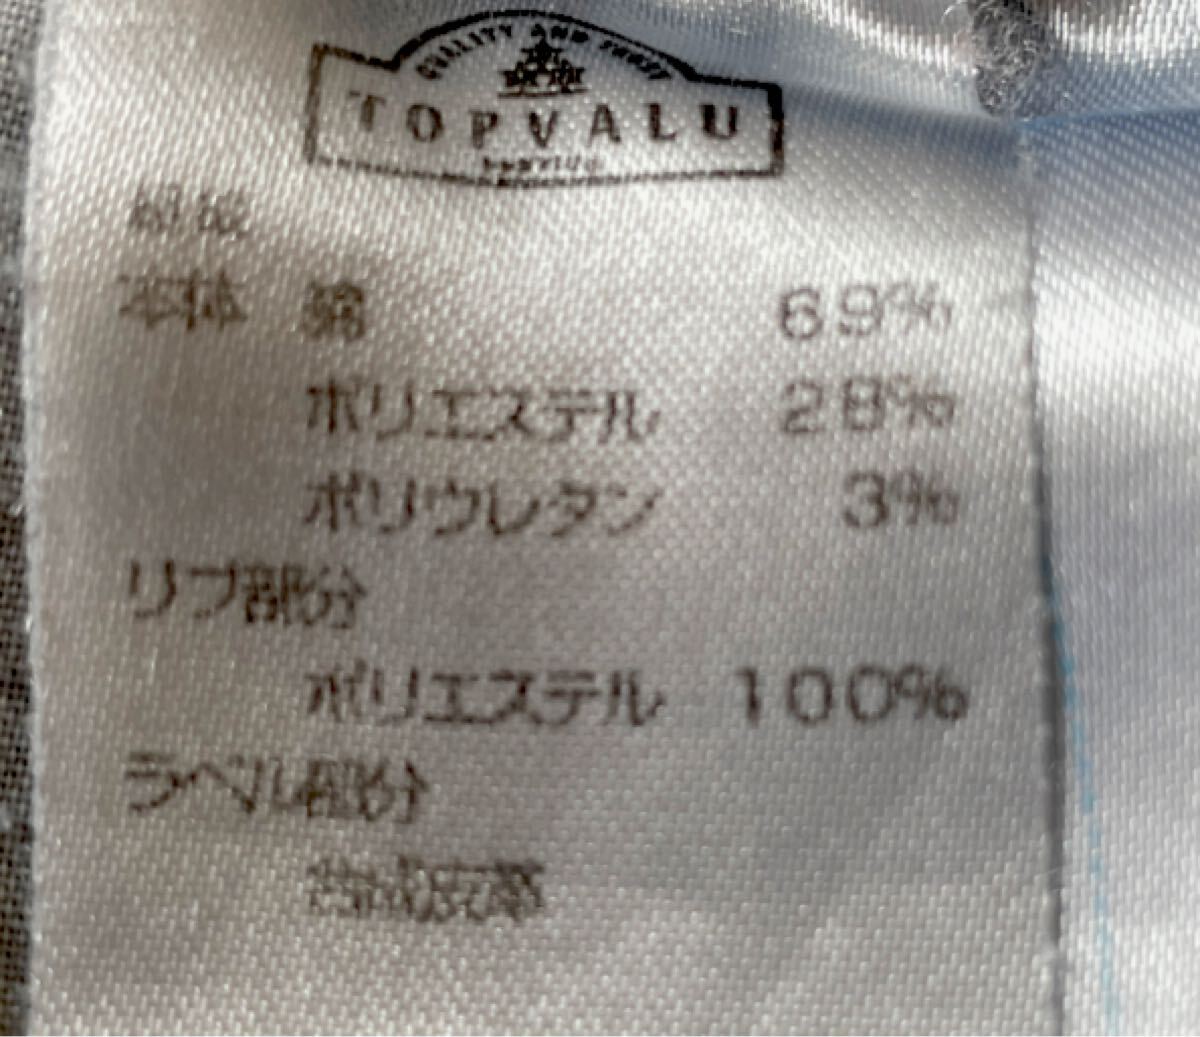 QUALITY AND TRUST
TOPVALU
本体 綿 69%
ポリエステル 28%
ポリウレタン 3%
リブ部分
ポリエステル 100%
ラベル部分
合成皮革